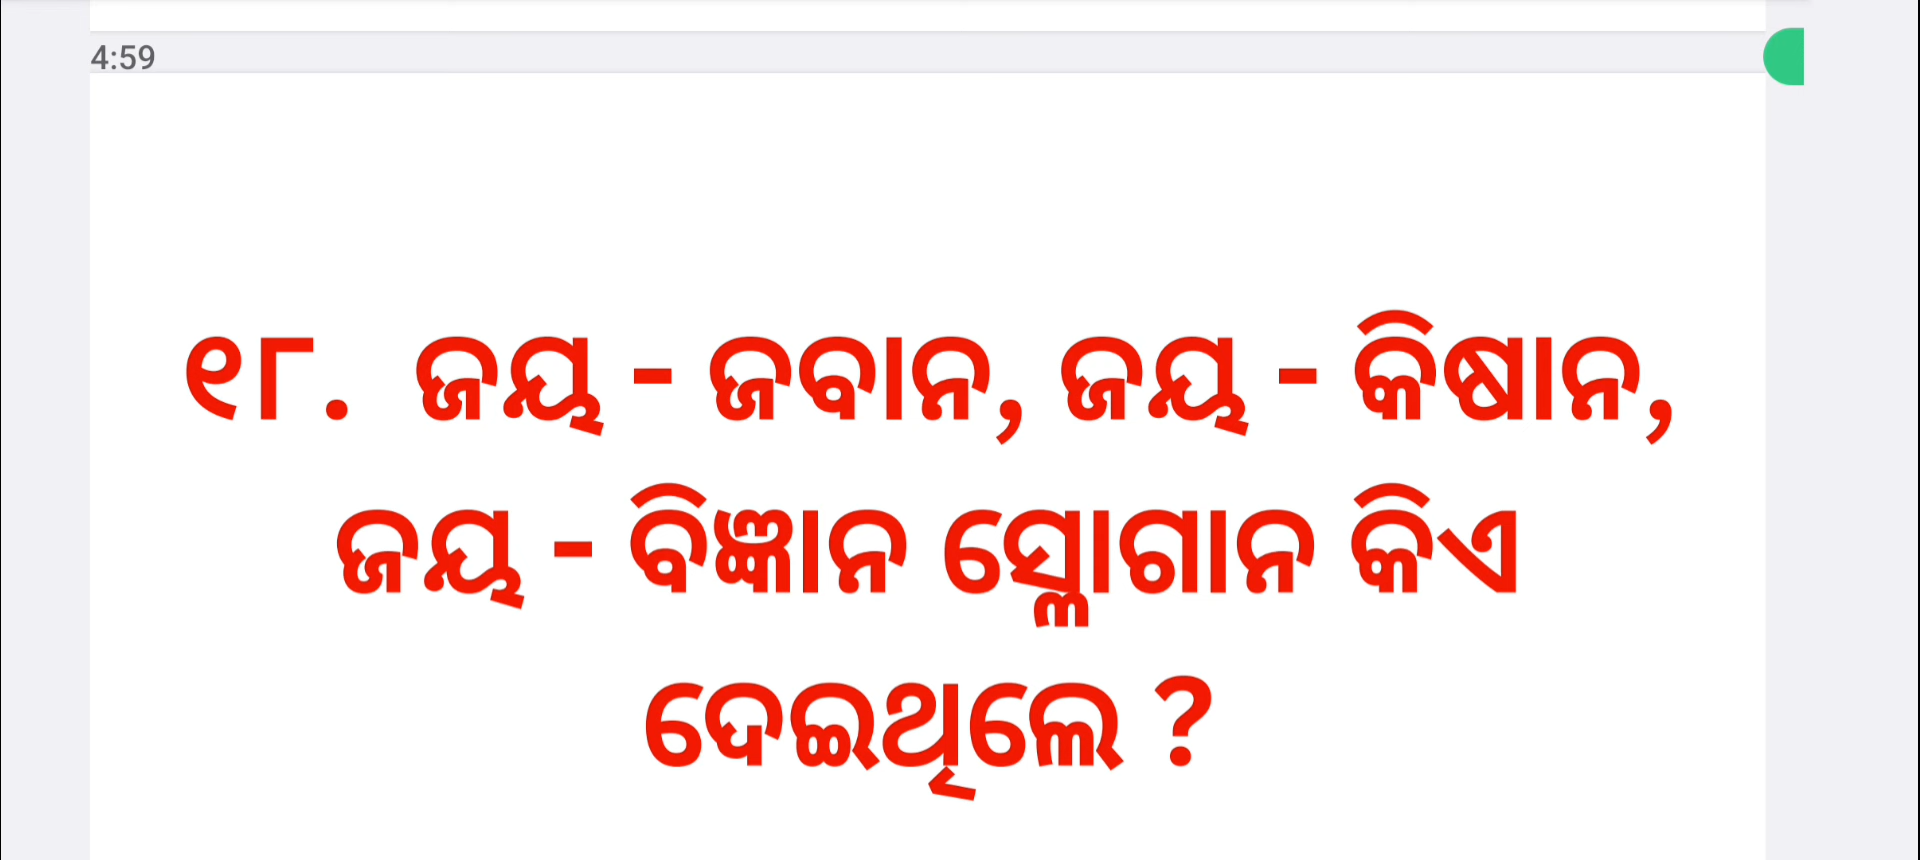 4:59
୧୮. ଜୟ - ଜବାନ, ଜୟ - କିଷାନ,
ଜୟ - ବିଜ୍ଞାନ ସ୍ଳୋଗାନ କିଏ
ଦେଇଥିଲେ ?